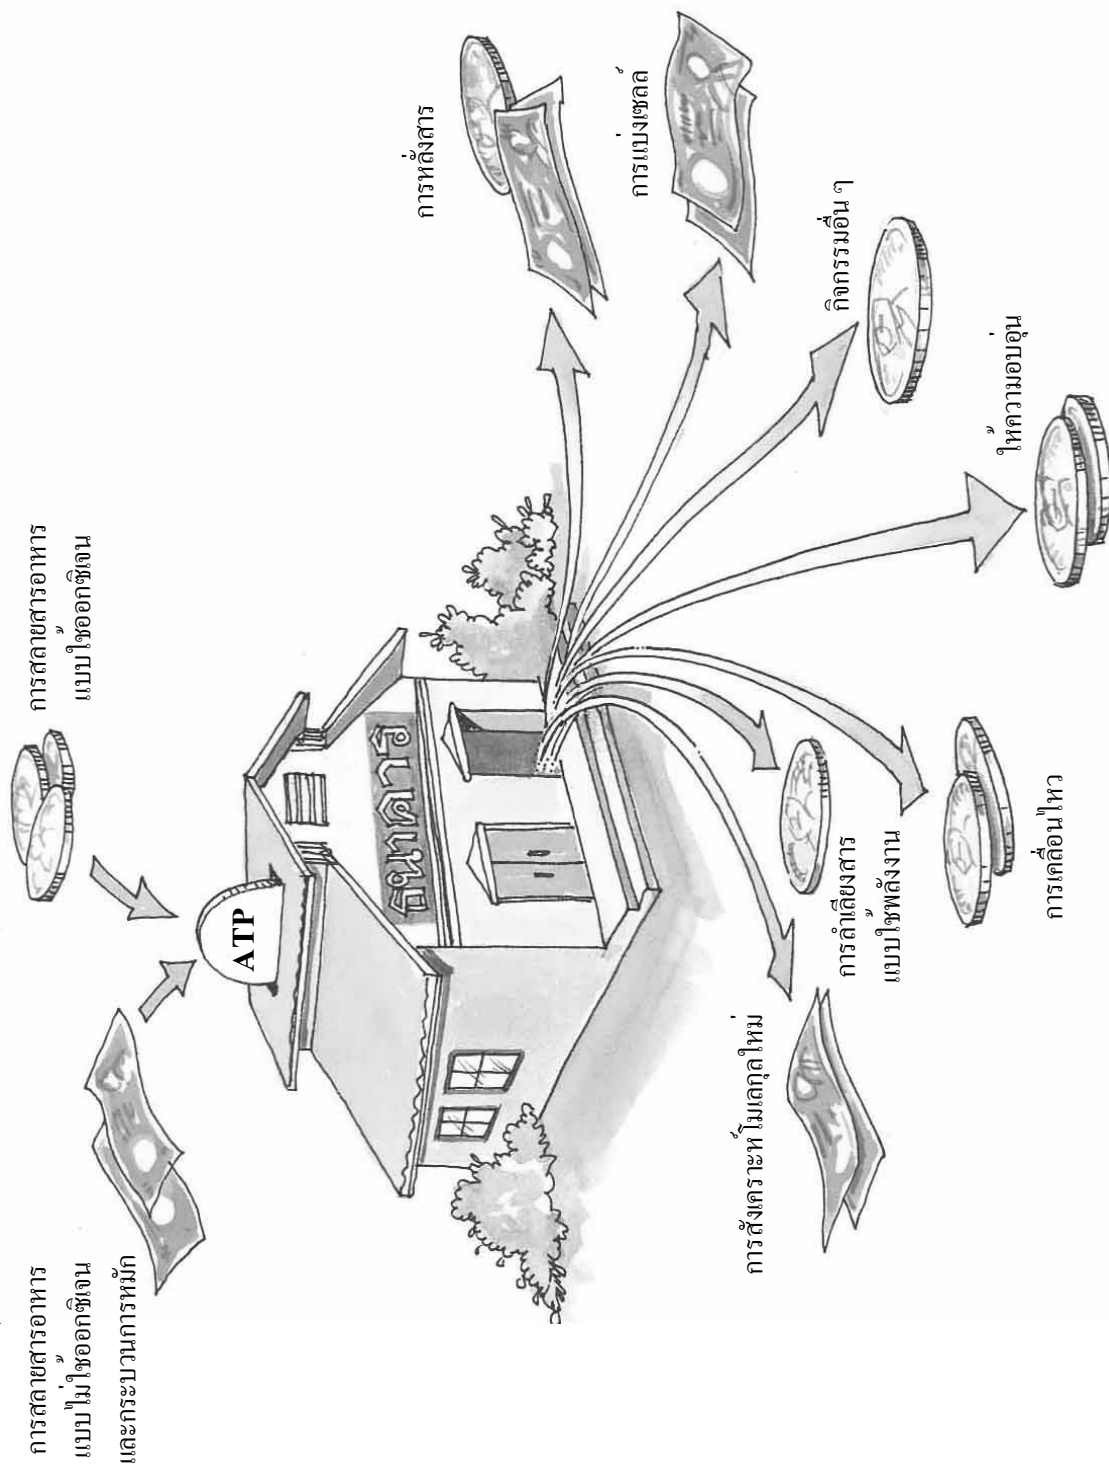 การสลายสารอาหาร
แบบไม่ใช้ออกซิเจน
และกระบวนการหมัก
การสลายสารอาหาร
แบบใช้ออกซิเจน
ATP
ธนาคาร
การสังเคราะห์โมเลกุลใหม่
การลำเลียงสาร
แบบใช้พลังงาน
การเคลื่อนไหว
ให้ความอบอุ่น
กิจกรรมอื่น ๆ
การแบ่งเซลล์
การหลั่งสาร